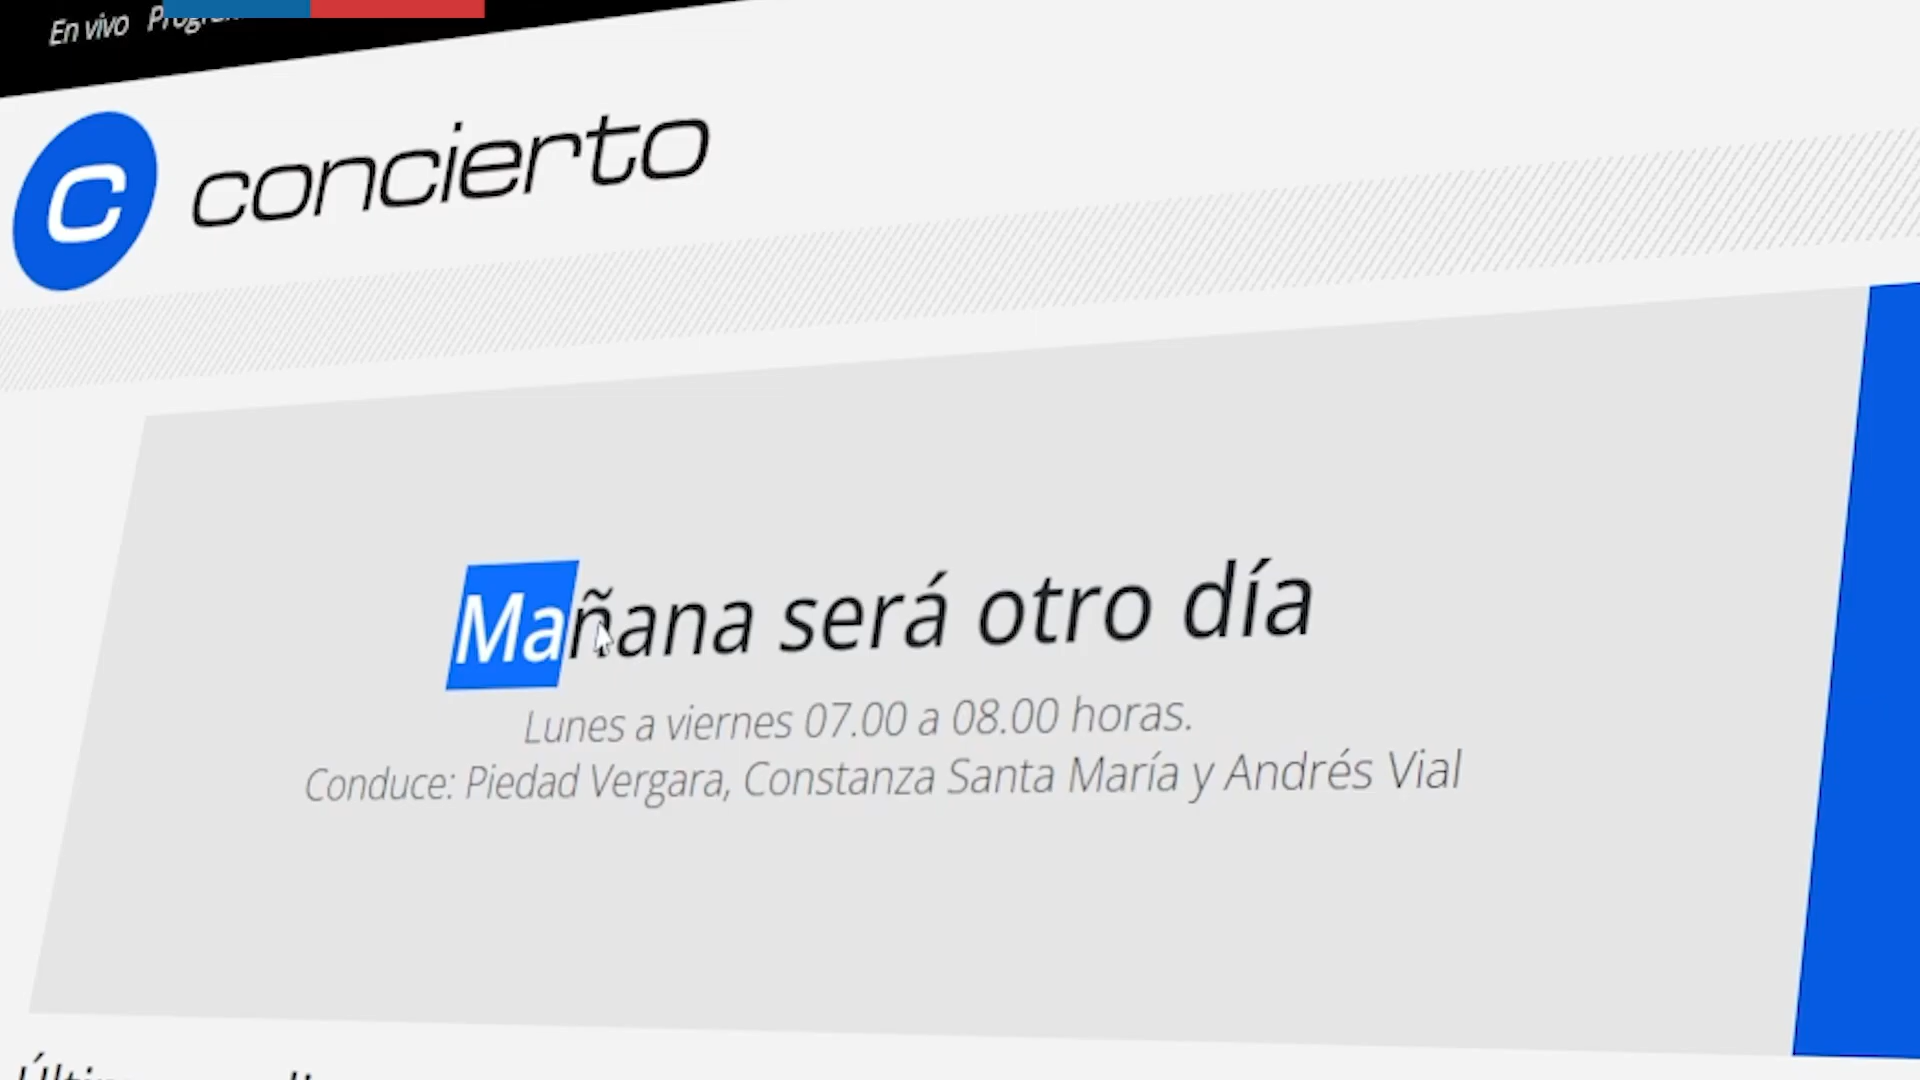 En vivo
c concierto
Mañana será otro día
Lunes a viernes 07.00 a 08.00 horas.
Conduce: Piedad Vergara, Constanza Santa María y Andrés Vial